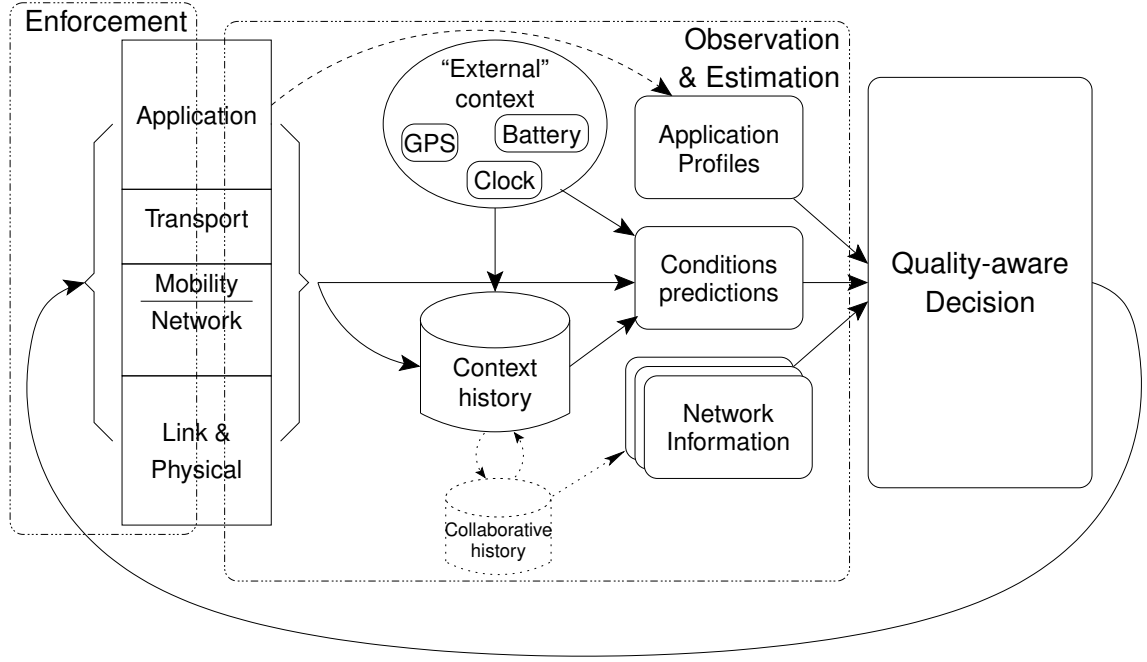 Enforcement
Observation
& Estimation
Application
Transport
Mobility
Network
Link &
Physical
“External”
context
GPS
Battery
Clock
Context
history
Collaborative
history
Application
Profiles
Conditions
predictions
Network
Information
Quality-aware
Decision